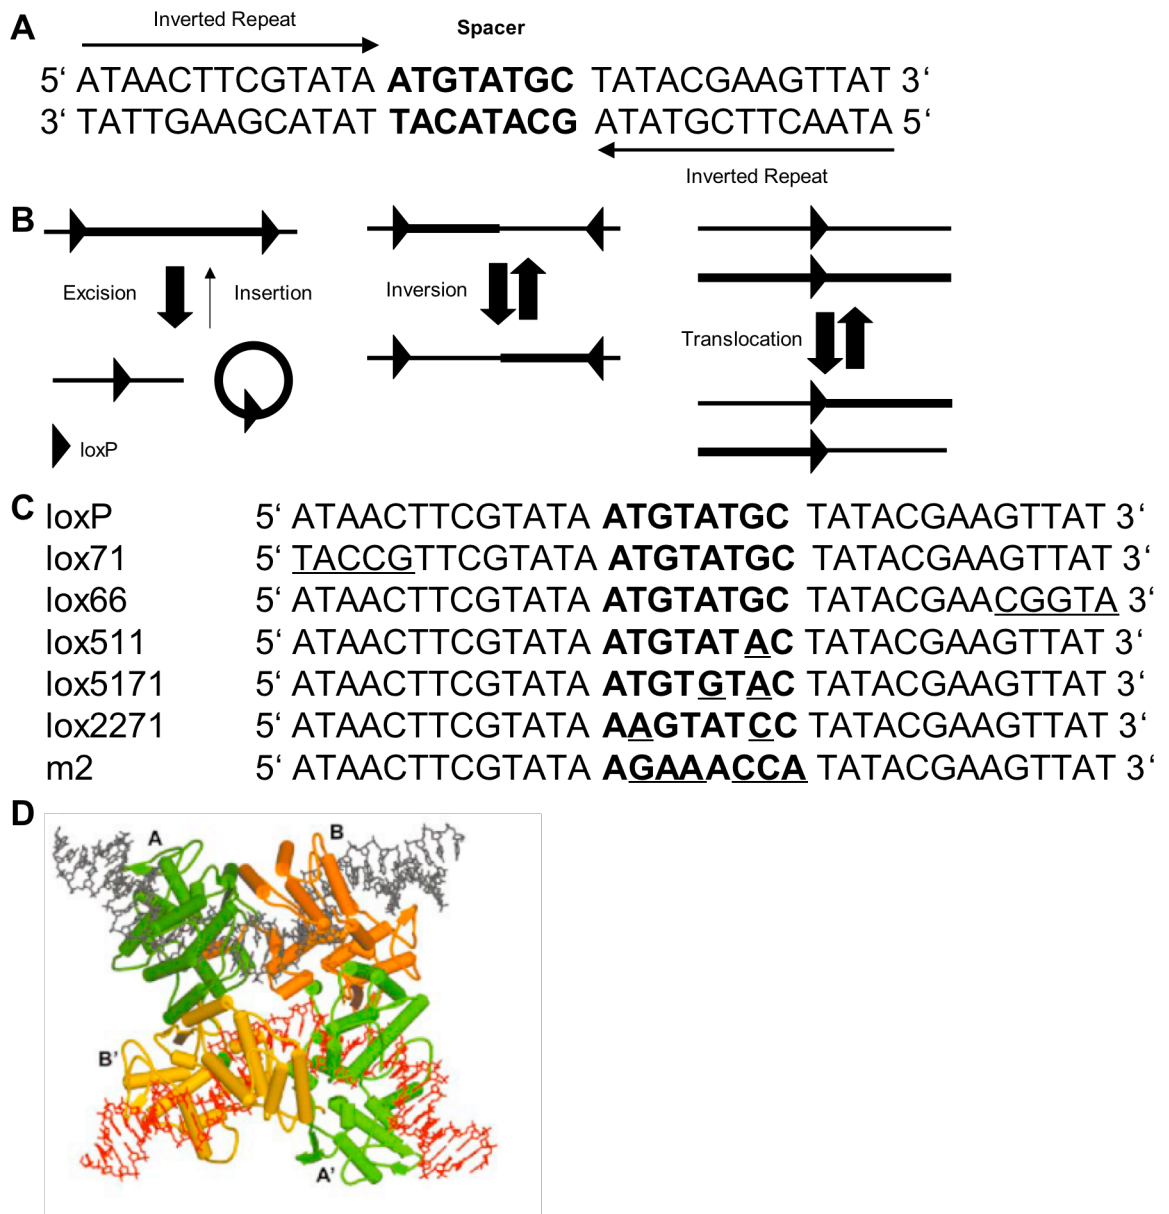 A
Inverted Repeat
Spacer
5‘ ATAACTTCGTATA ATGTATGC TATACGAAGTTAT 3‘
3‘ TATTGAAGCATAT TACATACG ATATGCTTCAATA 5‘
Inverted Repeat
B
Excision Insertion
Inversion
Translocation
loxP
C
loxP 5‘ ATAACTTCGTATA ATGTATGC TATACGAAGTTAT 3‘
lox71 5‘ TACCGTTCGTATA ATGTATGC TATACGAAGTTAT 3‘
lox66 5‘ ATAACTTCGTATA ATGTATGC TATACGAACGGTA 3‘
lox511 5‘ ATAACTTCGTATA ATGTATAC TATACGAAGTTAT 3‘
lox5171 5‘ ATAACTTCGTATA ATGTGTAC TATACGAAGTTAT 3‘
lox2271 5‘ ATAACTTCGTATA AAGTATCC TATACGAAGTTAT 3‘
m2 5‘ ATAACTTCGTATA AGAAACCA TATACGAAGTTAT 3‘
D
A
B
B'
A'